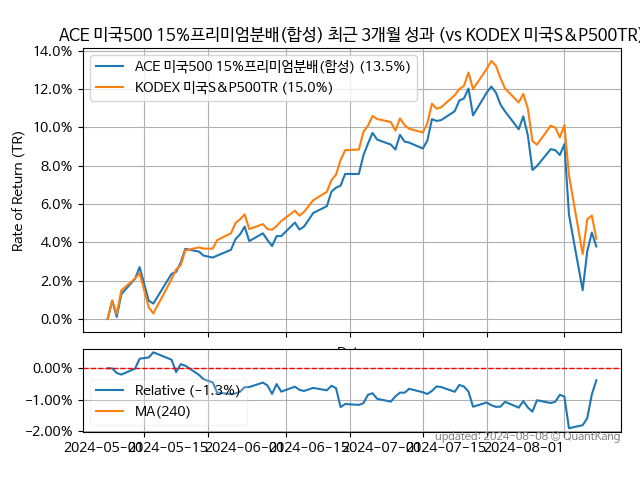 ACE 미국500 15%프리미엄분배(합성) 최근 3개월 성과 (vs KODEX 미국S&P500TR)
14.0%
12.0%
10.0%
8.0%
6.0%
4.0%
2.0%
0.0%
Rate of Return (TR)
ACE 미국500 15%프리미엄분배(합성) (13.5%)
KODEX 미국S&P500TR (15.0%)
0.00%
-1.00%
-2.00%
Relative (-1.3%)
MA(240)
2024-05-01 2024-05-15 2024-06-01 2024-06-15 2024-07-01 2024-07-15 2024-08-01
updated: 2024-08-08 © QuantKang